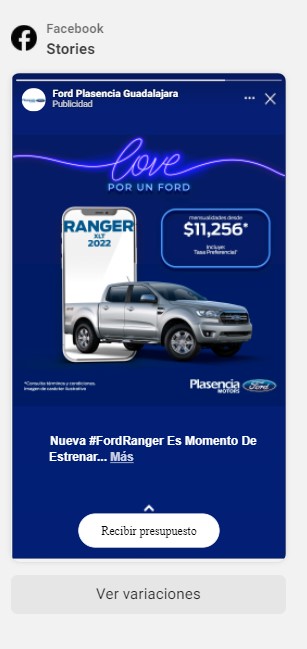 Facebook
Stories
Ford Plasencia Guadalajara
Publicidad
love
POR UN FORD
RANGER
XLT
2022
mensualidades desde
$11,256*
Incluye:
Tasa Preferencial*
*Consulta términos y condiciones.
Imagen de carácter ilustrativo
Plasencia
MOTORS
Ford
Nueva #FordRanger Es Momento De
Estrenar... Más
Recibir presupuesto
Ver variaciones